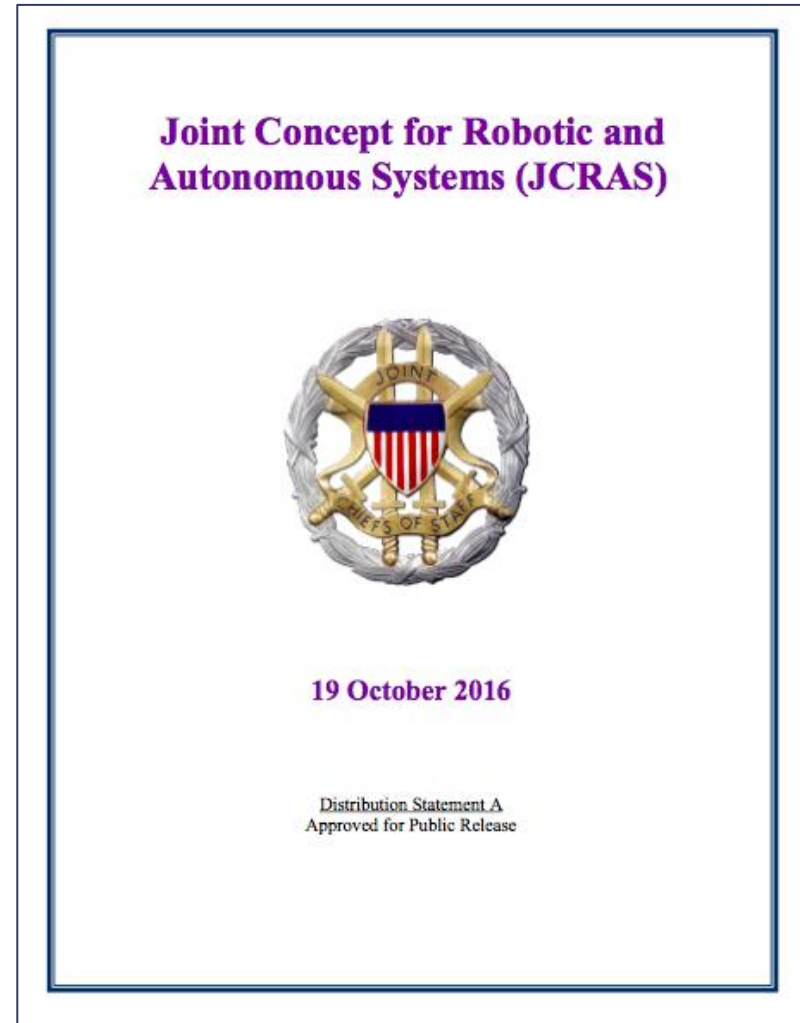 Joint Concept for Robotic and
Autonomous Systems (JCRAS)
JOINT
CHIEFS OF STAFF
19 October 2016
Distribution Statement A
Approved for Public Release